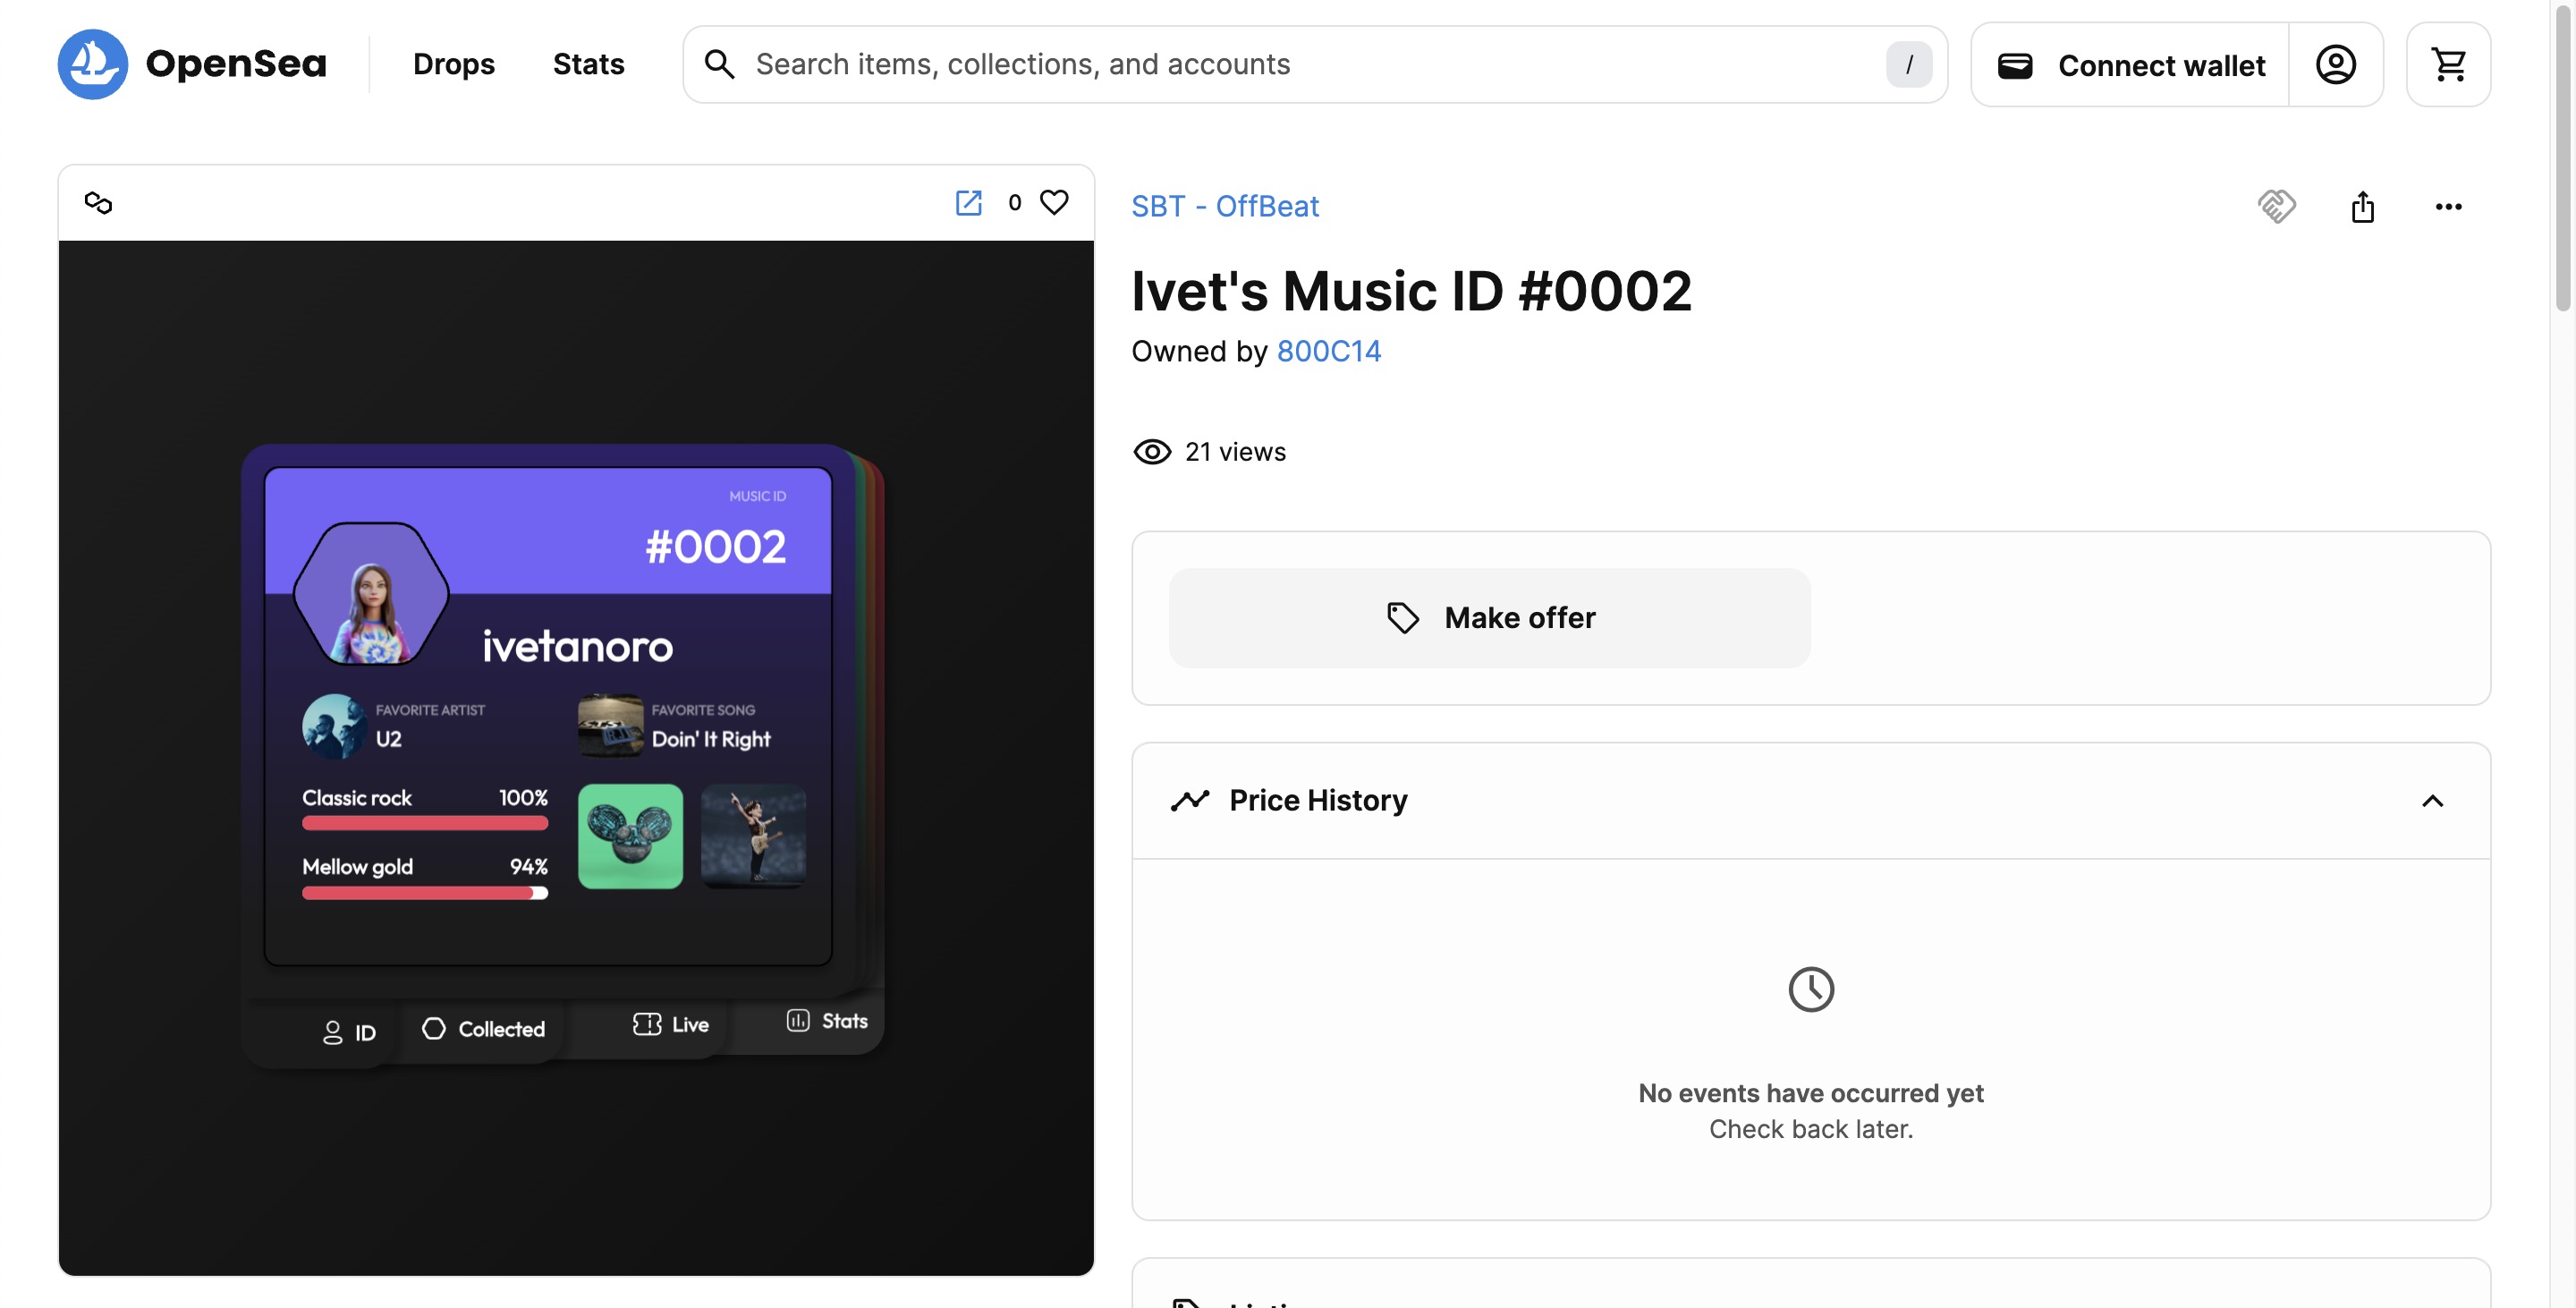 OpenSea
Drops
Stats
Search items, collections, and accounts
/
Connect wallet
0
MUSIC ID
#0002
ivetanoro
FAVORITE ARTIST
U2
FAVORITE SONG
Doin' It Right
Classic rock 100%
Mellow gold 94%
ID
Collected
Live
Stats
SBT - OffBeat
Ivet's Music ID #0002
Owned by 800C14
21 views
Make offer
Price History
No events have occurred yet
Check back later.